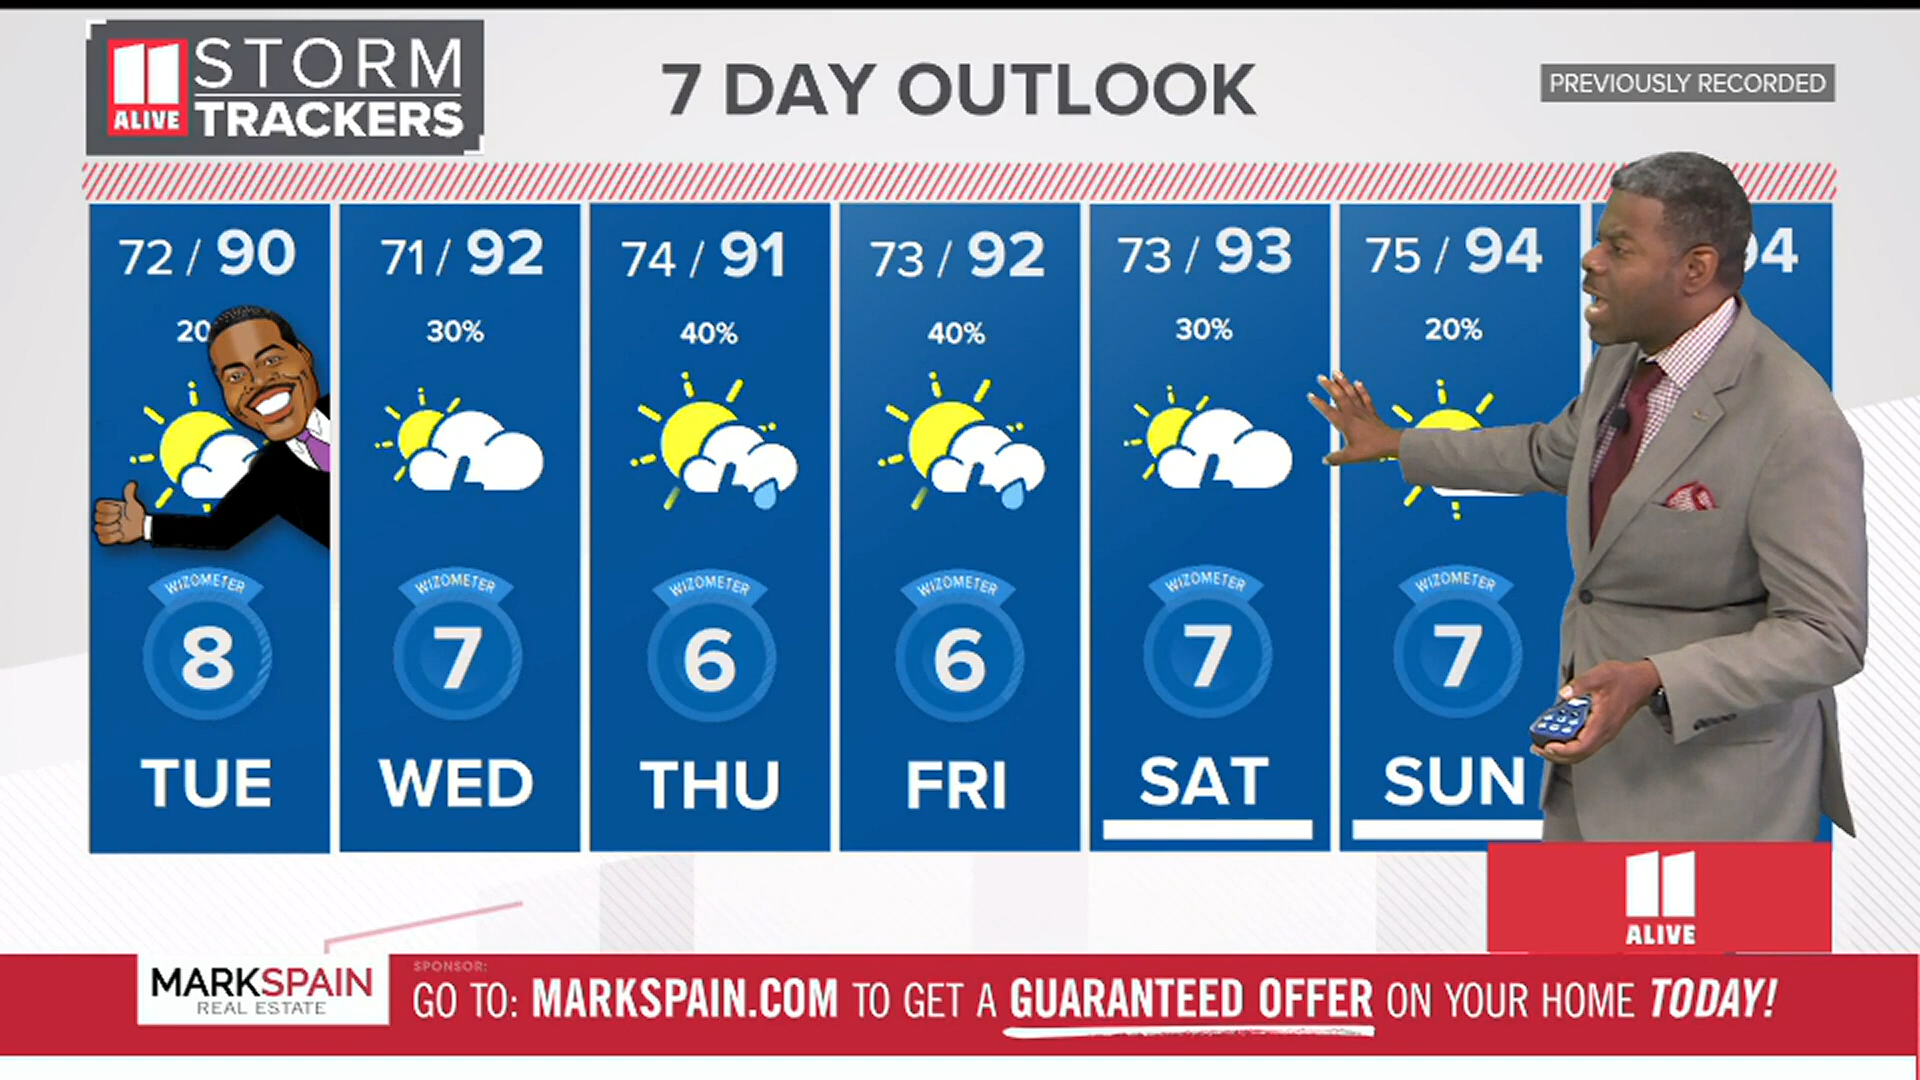 11 ALIVE
STORM
TRACKERS
7 DAY OUTLOOK
PREVIOUSLY RECORDED
72 / 90
71 / 92
74 / 91
73 / 92
73 / 93
75 / 94
94
20
30%
40%
40%
30%
20%
WIZOMETER
WIZOMETER
WIZOMETER
WIZOMETER
WIZOMETER
WIZOMETER
8
7
6
6
7
7
TUE
WED
THU
FRI
SAT
SUN
11
ALIVE
MARKSPAIN
REAL ESTATE
SPONSOR:
GO TO: MARKSPAIN.COM TO GET A GUARANTEED OFFER ON YOUR HOME TODAY!